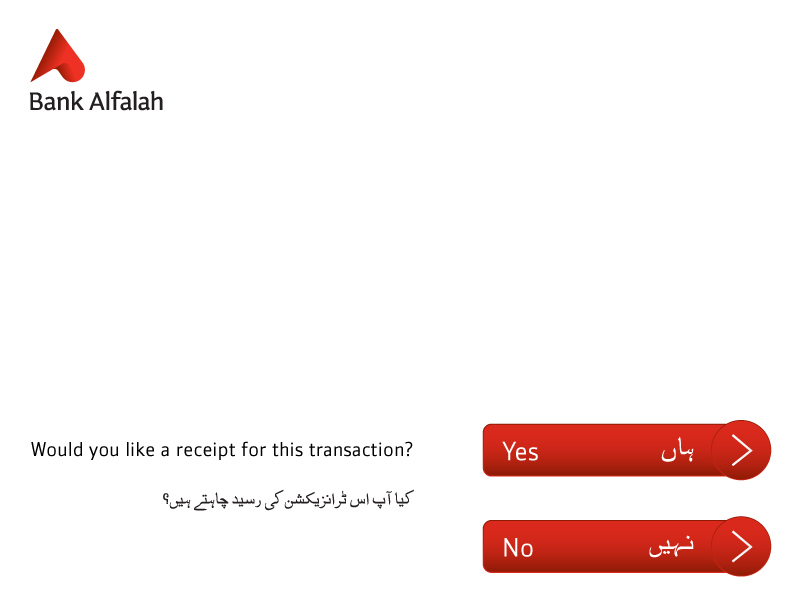 Bank Alfalah
Would you like a receipt for this transaction?
کیا آپ اس ٹرانزیکشن کی رسید چاہتے ہیں؟
Yes ہاں
No نہیں